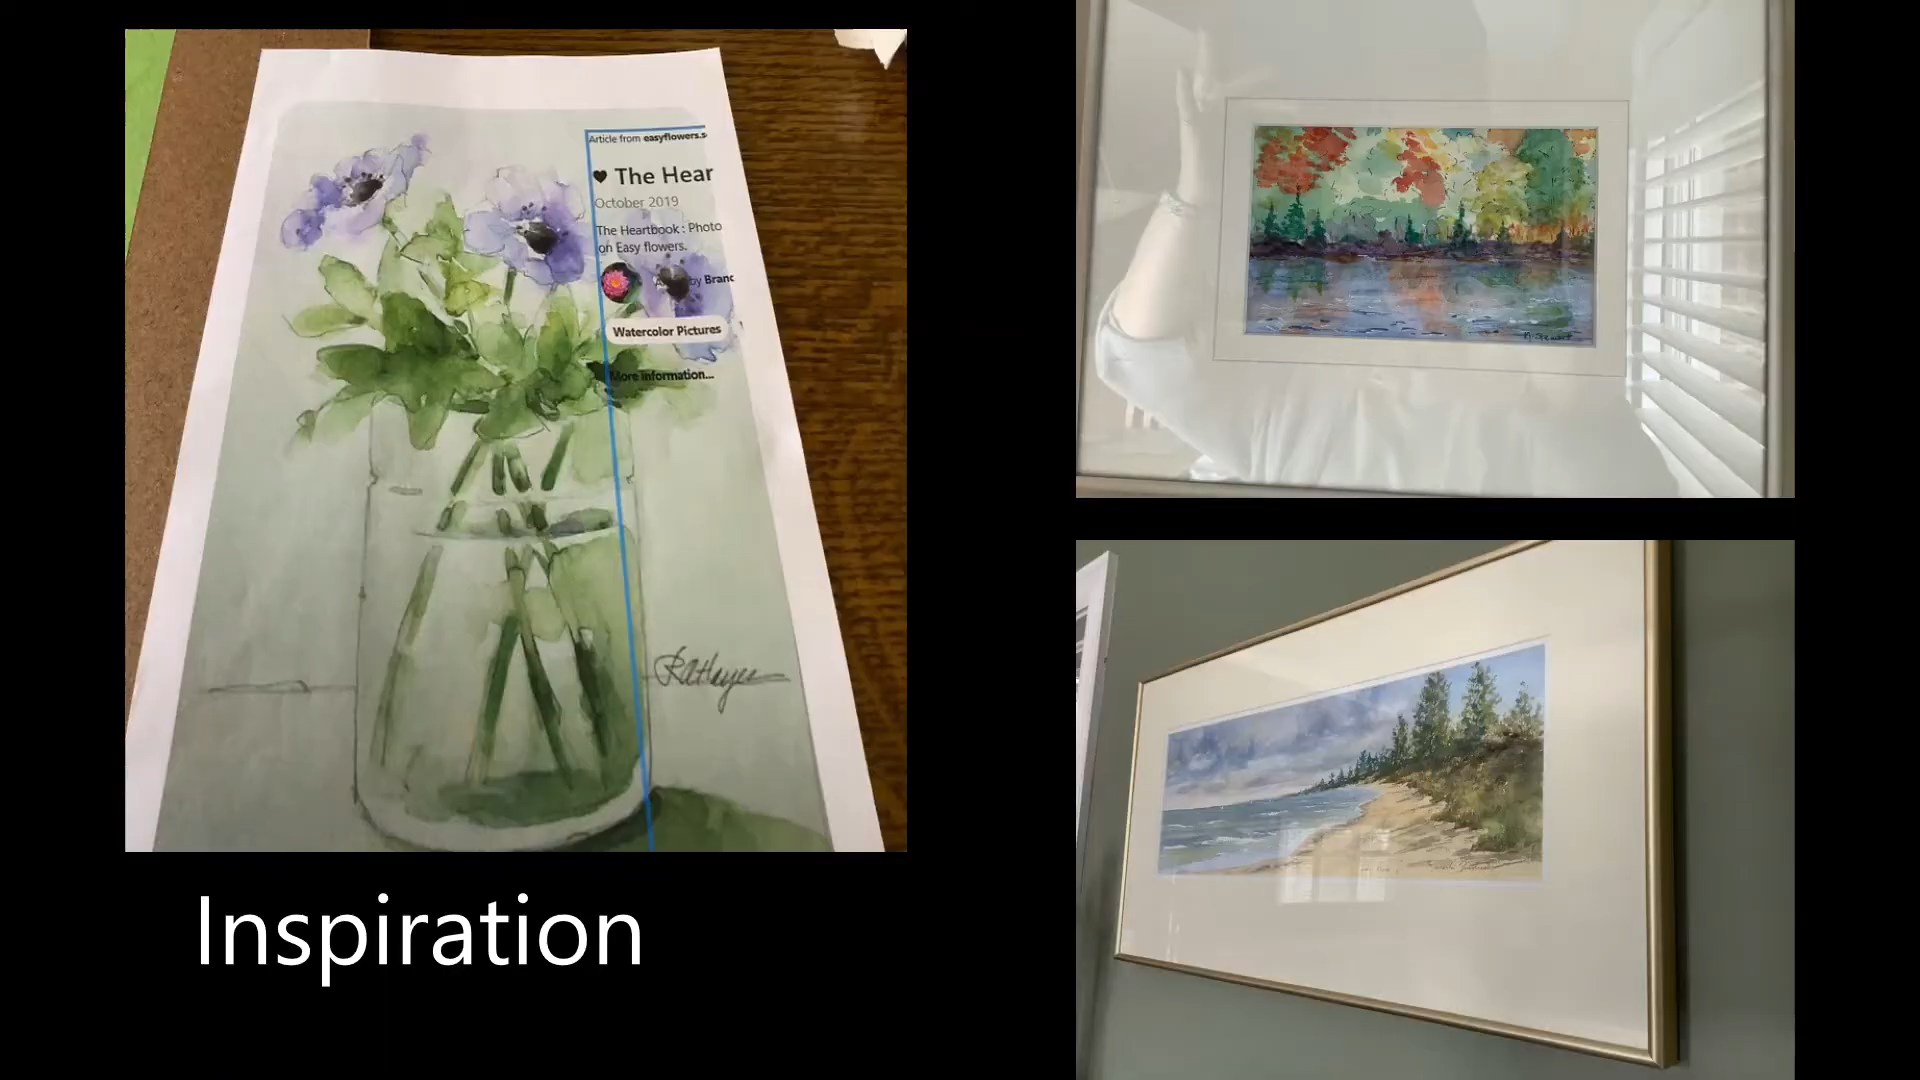 Article from easyflowers.s
The Hear
October 2019
The Heartbook : Photo
on Easy flowers.
by Branc
Watercolor Pictures
More information...
RAHayes
Inspiration